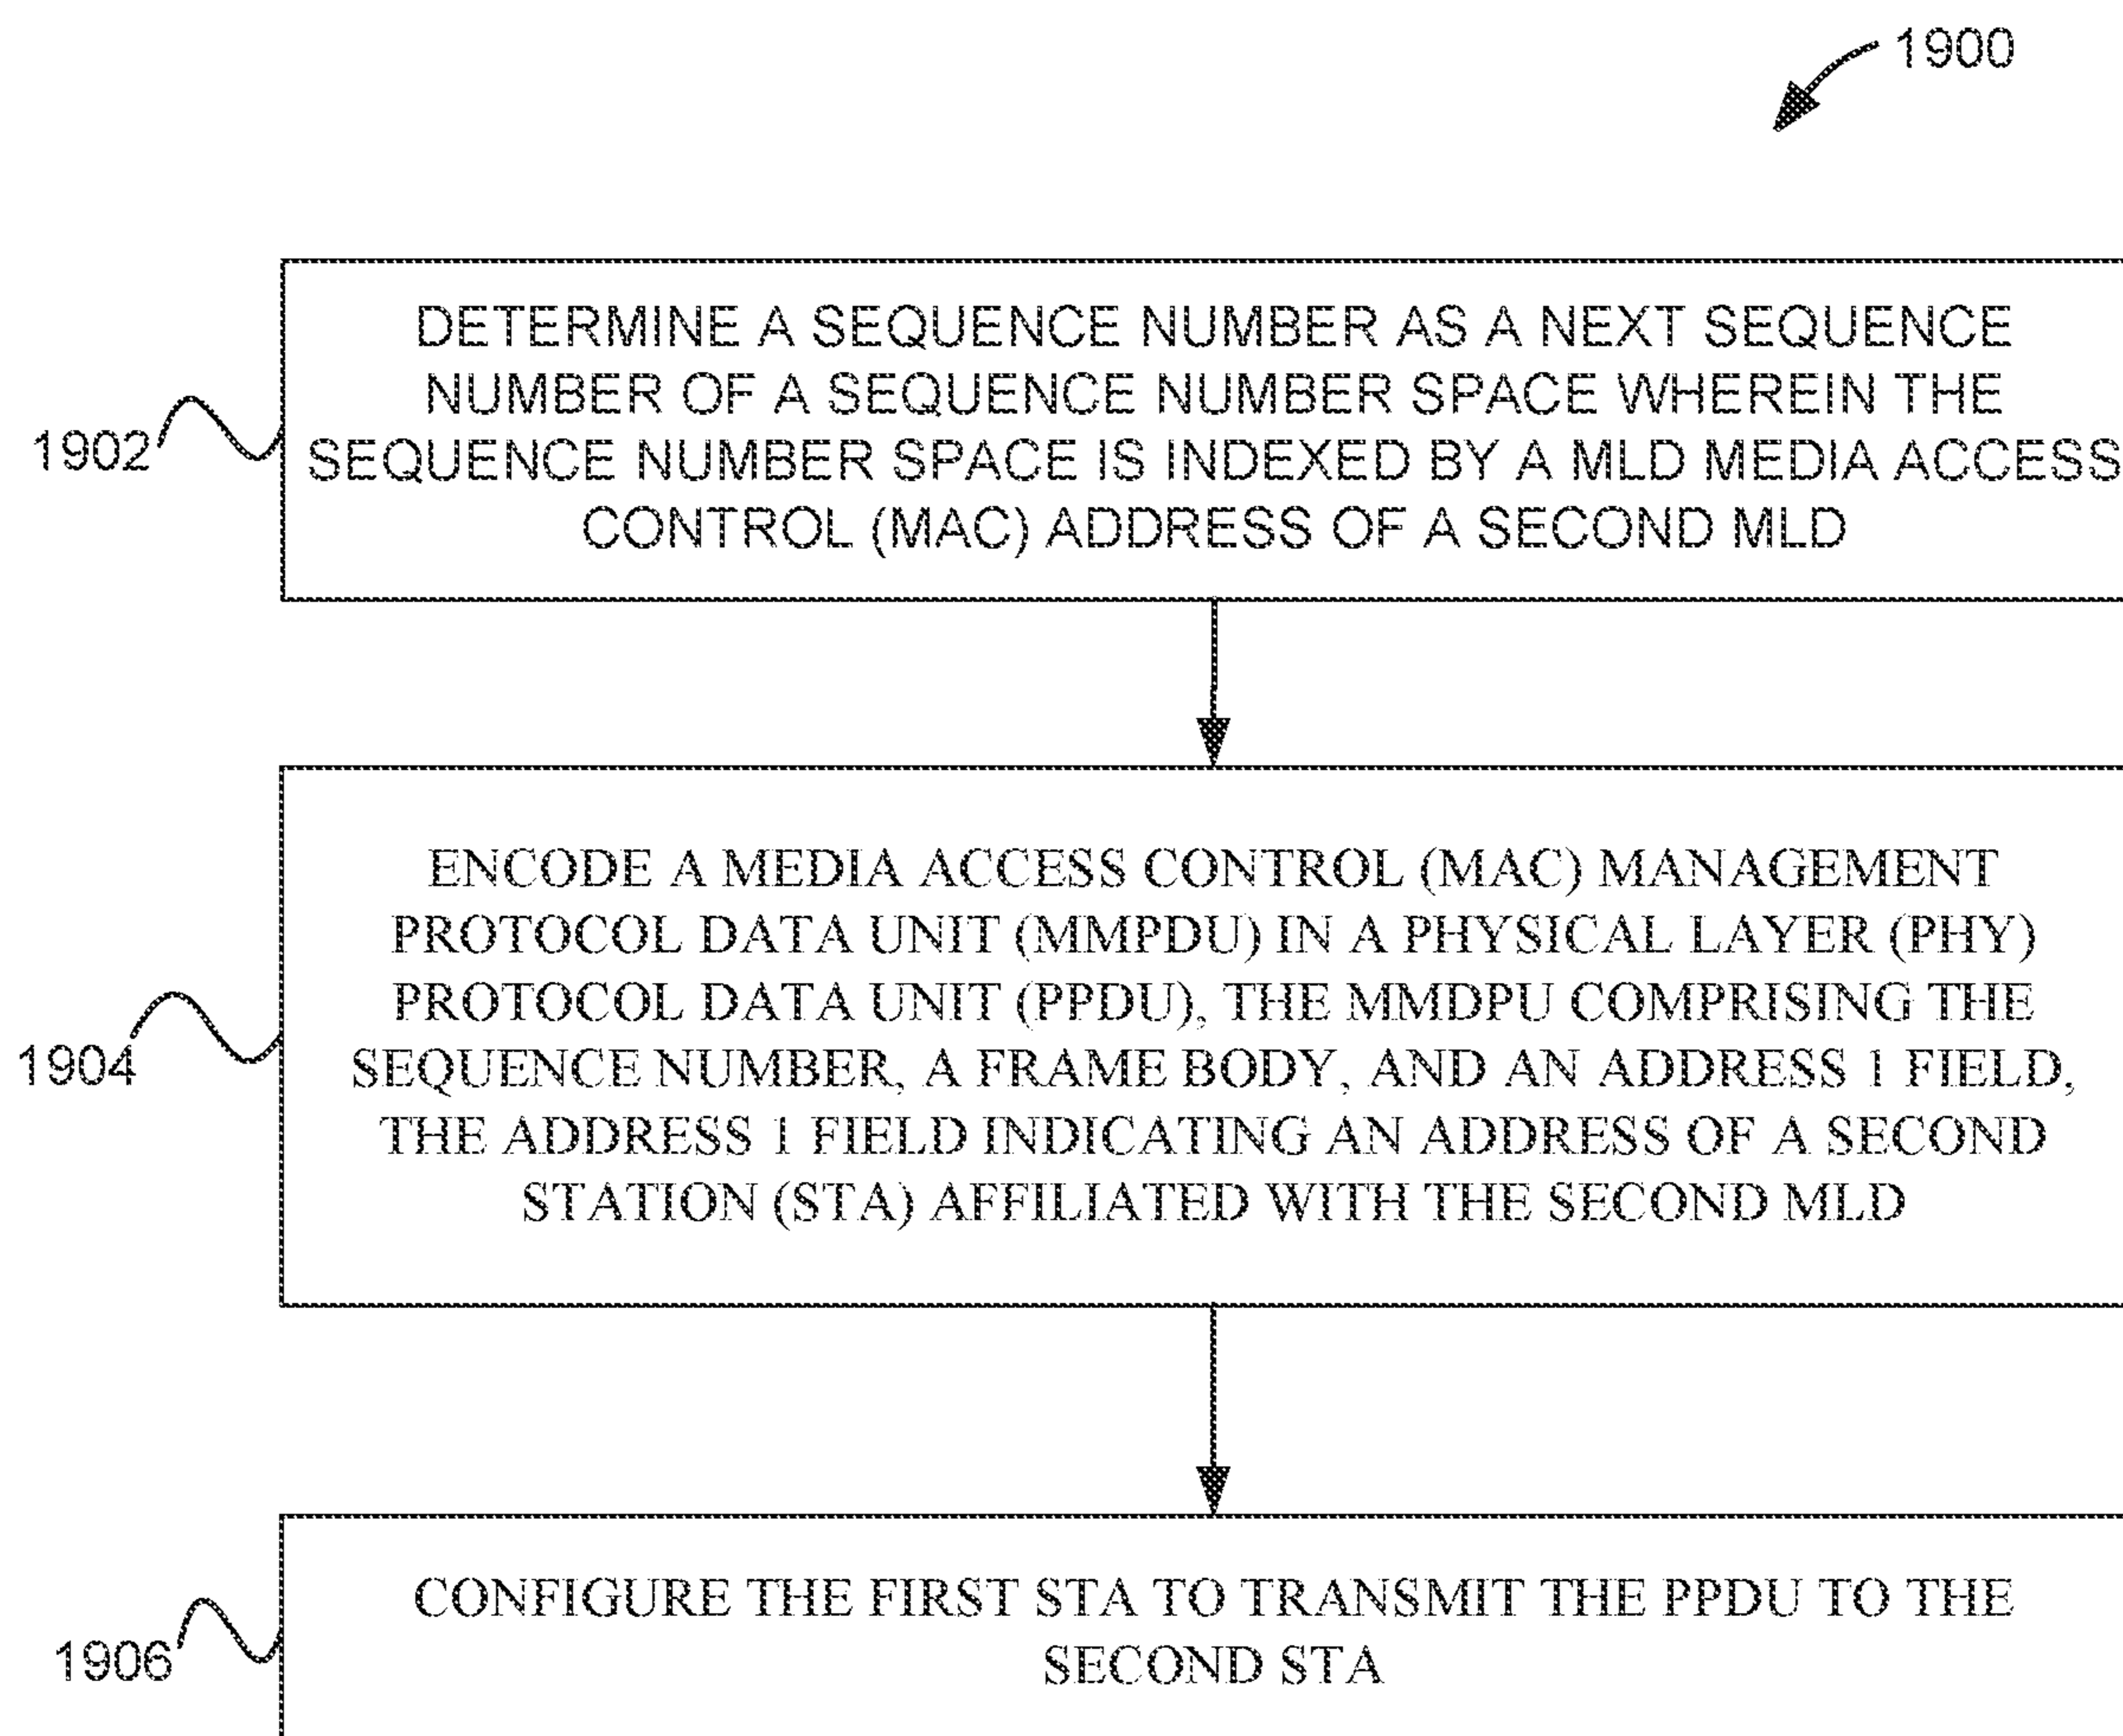 1900
DETERMINE A SEQUENCE NUMBER AS A NEXT SEQUENCE
NUMBER OF A SEQUENCE NUMBER SPACE WHEREIN THE
1902
SEQUENCE NUMBER SPACE IS INDEXED BY A MLD MEDIA ACCESS
CONTROL (MAC) ADDRESS OF A SECOND MLD
ENCODE A MEDIA ACCESS CONTROL (MAC) MANAGEMENT
PROTOCOL DATA UNIT (MMPDU) IN A PHYSICAL LAYER (PHY)
PROTOCOL DATA UNIT (PPDU), THE MMDPU COMPRISING THE
1904
SEQUENCE NUMBER, A FRAME BODY, AND AN ADDRESS 1 FIELD,
THE ADDRESS 1 FIELD INDICATING AN ADDRESS OF A SECOND
STATION (STA) AFFILIATED WITH THE SECOND MLD
CONFIGURE THE FIRST STA TO TRANSMIT THE PPDU TO THE
1906
SECOND STA